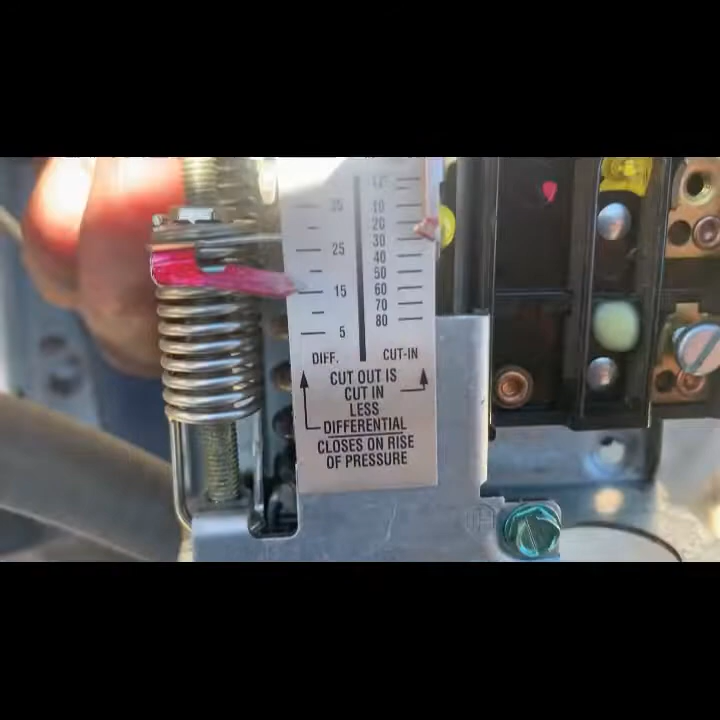 35 10
20
25 30
40
50
15 60
70
5 80
DIFF. CUT-IN
CUT OUT IS
CUT IN
LESS
DIFFERENTIAL
CLOSES ON RISE
OF PRESSURE